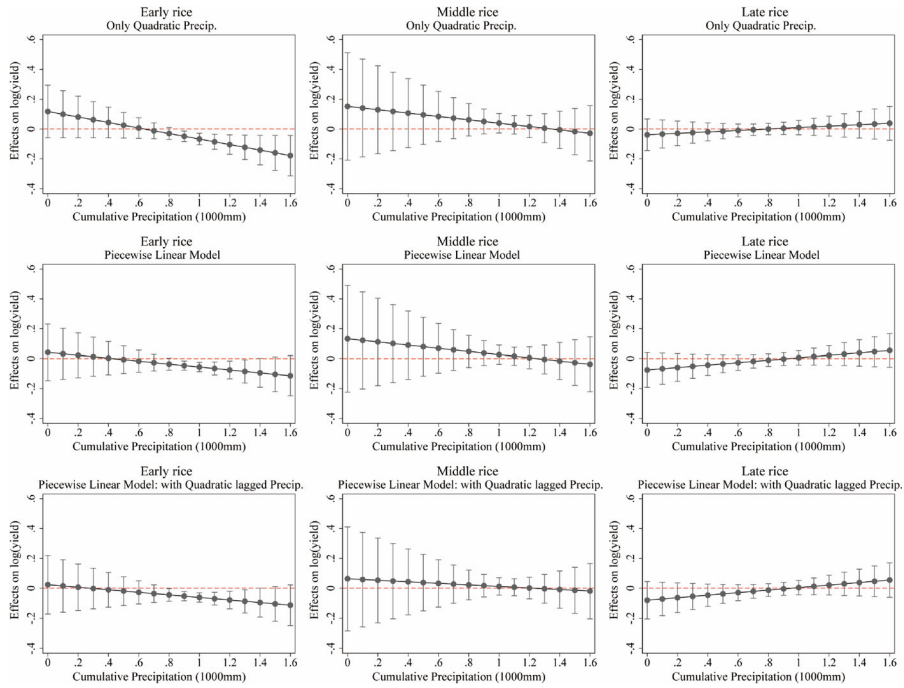 Early rice
Only Quadratic Precip.
Effects on log(yield)
.6
.4
.2
0
-.2
-.4
0 .2 .4 .6 .8 1 1.2 1.4 1.6
Cumulative Precipitation (1000mm)
Middle rice
Only Quadratic Precip.
Effects on log(yield)
.6
.4
.2
0
-.2
-.4
0 .2 .4 .6 .8 1 1.2 1.4 1.6
Cumulative Precipitation (1000mm)
Late rice
Only Quadratic Precip.
Effects on log(yield)
.6
.4
.2
0
-.2
-.4
0 .2 .4 .6 .8 1 1.2 1.4 1.6
Cumulative Precipitation (1000mm)
Early rice
Piecewise Linear Model
Effects on log(yield)
.6
.4
.2
0
-.2
-.4
0 .2 .4 .6 .8 1 1.2 1.4 1.6
Cumulative Precipitation (1000mm)
Middle rice
Piecewise Linear Model
Effects on log(yield)
.6
.4
.2
0
-.2
-.4
0 .2 .4 .6 .8 1 1.2 1.4 1.6
Cumulative Precipitation (1000mm)
Late rice
Piecewise Linear Model
Effects on log(yield)
.6
.4
.2
0
-.2
-.4
0 .2 .4 .6 .8 1 1.2 1.4 1.6
Cumulative Precipitation (1000mm)
Early rice
Piecewise Linear Model: with Quadratic lagged Precip.
Effects on log(yield)
.6
.4
.2
0
-.2
-.4
0 .2 .4 .6 .8 1 1.2 1.4 1.6
Cumulative Precipitation (1000mm)
Middle rice
Piecewise Linear Model: with Quadratic lagged Precip.
Effects on log(yield)
.6
.4
.2
0
-.2
-.4
0 .2 .4 .6 .8 1 1.2 1.4 1.6
Cumulative Precipitation (1000mm)
Late rice
Piecewise Linear Model: with Quadratic lagged Precip.
Effects on log(yield)
.6
.4
.2
0
-.2
-.4
0 .2 .4 .6 .8 1 1.2 1.4 1.6
Cumulative Precipitation (1000mm)